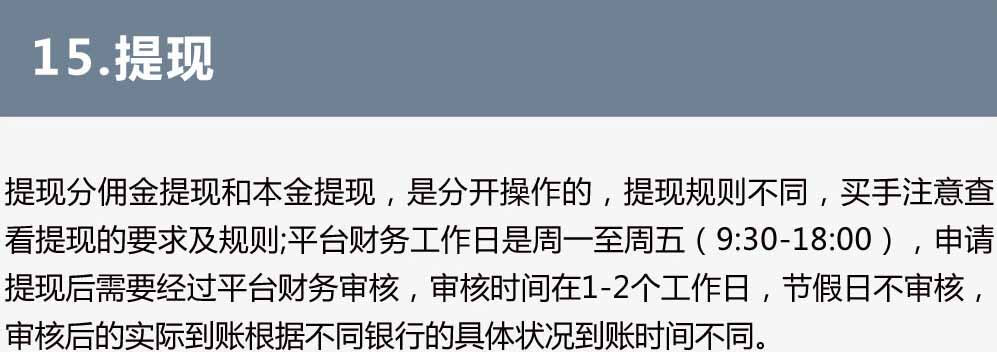 15.提现
提现分佣金提现和本金提现，是分开操作的，提现规则不同，买手注意查
看提现的要求及规则;平台财务工作日是周一至周五（9:30-18:00），申请
提现后需要经过平台财务审核，审核时间在1-2个工作日，节假日不审核，
审核后的实际到账根据不同银行的具体状况到账时间不同。